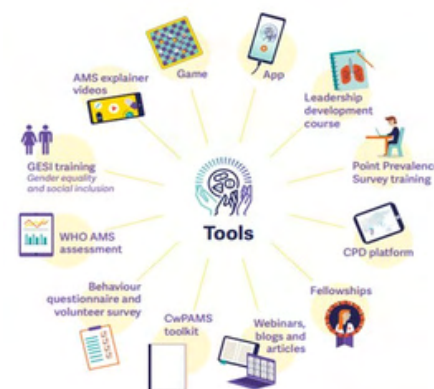 Game
App
AMS explainer
videos
Leadership
development
course
GESI training
Gender equality
and social inclusion
Point Prevalence
Survey training
Tools
WHO AMS
assessment
CPD platform
Behaviour
questionnaire and
volunteer survey
Fellowships
CwPAMS
toolkit
Webinars,
blogs and
articles